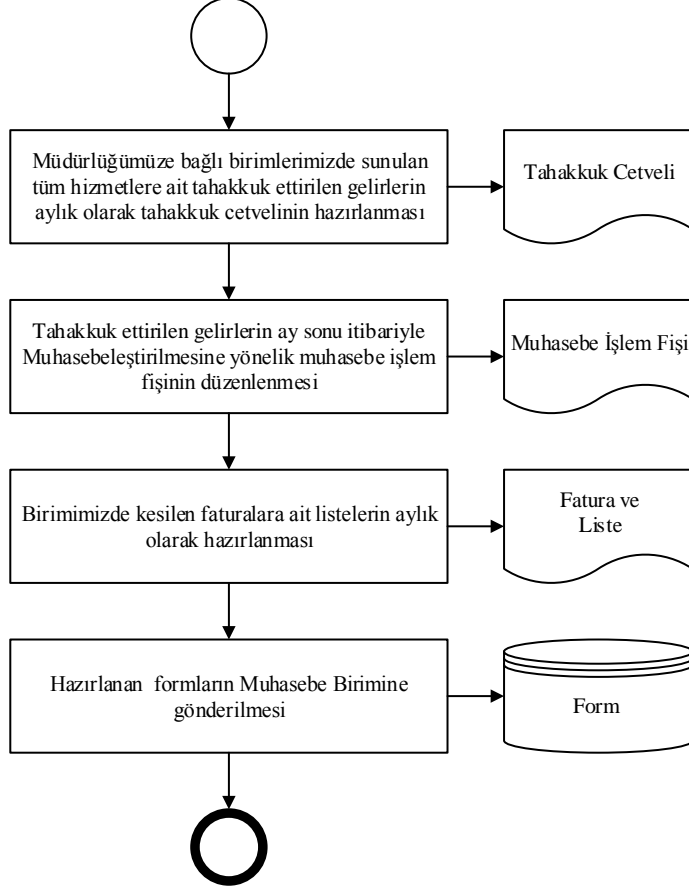 Müdürlüğümüze bağlı birimlerimizde sunulan
tüm hizmetlere ait tahakkuk ettirilen gelirlerin
aylık olarak tahakkuk cetvelinin hazırlanması
Tahakkuk Cetveli
Tahakkuk ettirilen gelirlerin ay sonu itibariyle
Muhasebeleştirilmesine yönelik muhasebe işlem
fişinin düzenlenmesi
Muhasebe İşlem Fişi
Birimimizde kesilen faturalara ait listelerin aylık
olarak hazırlanması
Fatura ve
Liste
Hazırlanan  formların Muhasebe Birimine
gönderilmesi
Form